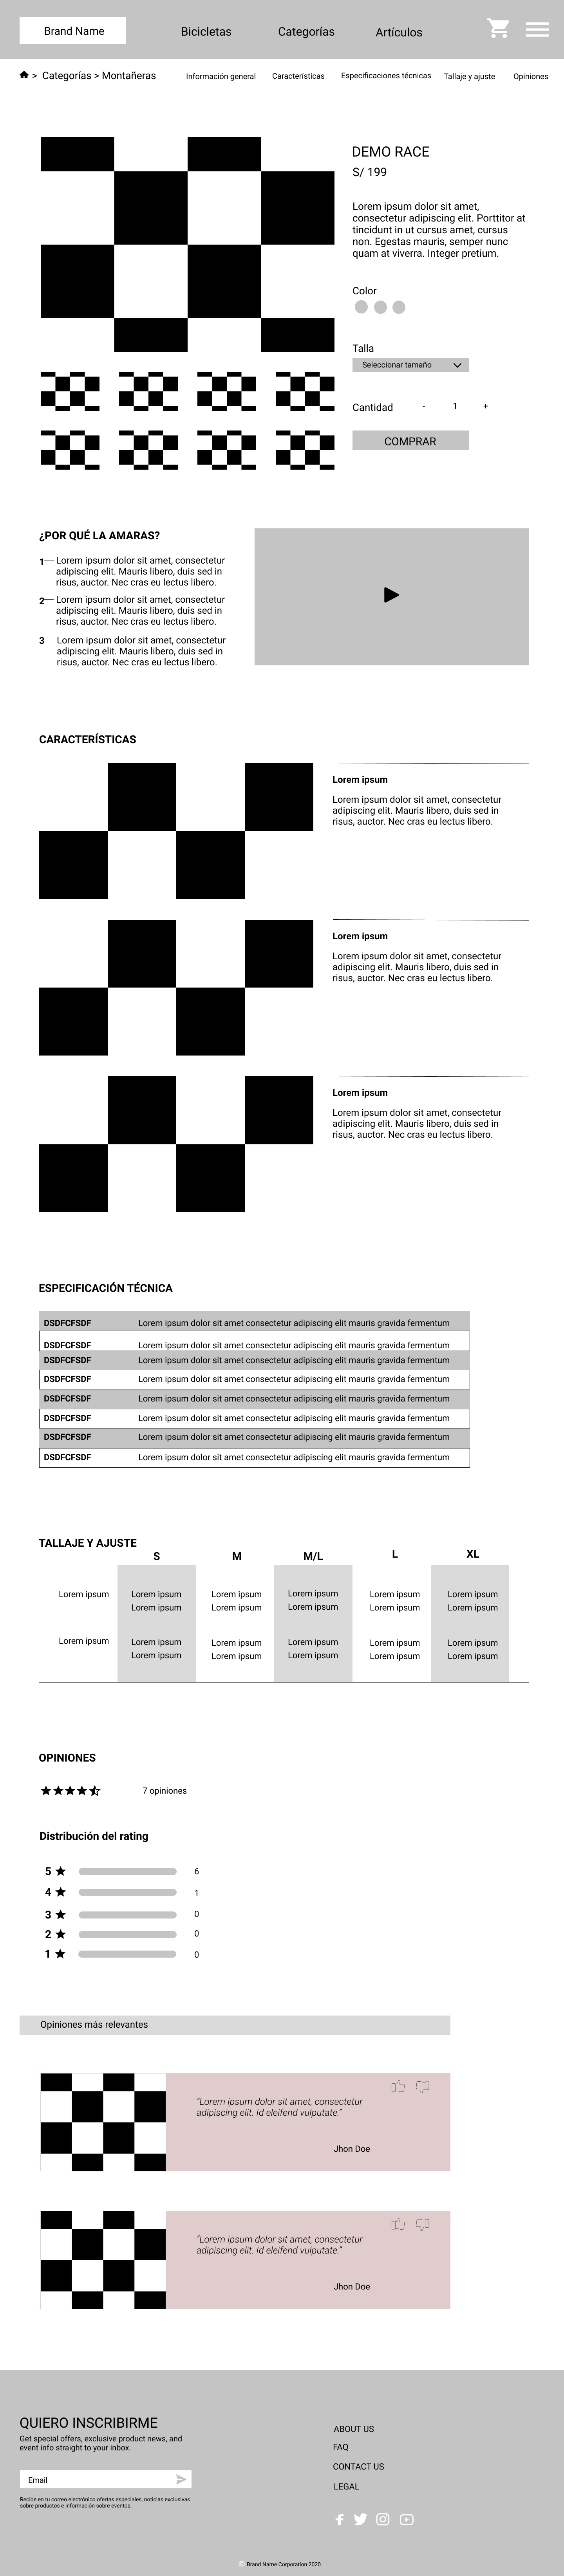 Brand Name
Bicicletas
Categorías
Artículos
> Categorías > Montañeras
Información general
Características
Especificaciones técnicas
Tallaje y ajuste
Opiniones
DEMO RACE
S/ 199
Lorem ipsum dolor sit amet,
consectetur adipiscing elit. Porttitor at
tincidunt in ut cursus amet, cursus
non. Egestas mauris, semper nunc
quam at viverra. Integer pretium.
Color
Talla
Seleccionar tamaño
Cantidad - 1 +
COMPRAR
¿POR QUÉ LA AMARAS?
1 Lorem ipsum dolor sit amet, consectetur
adipiscing elit. Mauris libero, duis sed in
risus, auctor. Nec cras eu lectus libero.
2 Lorem ipsum dolor sit amet, consectetur
adipiscing elit. Mauris libero, duis sed in
risus, auctor. Nec cras eu lectus libero.
3 Lorem ipsum dolor sit amet, consectetur
adipiscing elit. Mauris libero, duis sed in
risus, auctor. Nec cras eu lectus libero.
CARACTERÍSTICAS
Lorem ipsum
Lorem ipsum dolor sit amet, consectetur
adipiscing elit. Mauris libero, duis sed in
risus, auctor. Nec cras eu lectus libero.
Lorem ipsum
Lorem ipsum dolor sit amet, consectetur
adipiscing elit. Mauris libero, duis sed in
risus, auctor. Nec cras eu lectus libero.
Lorem ipsum
Lorem ipsum dolor sit amet, consectetur
adipiscing elit. Mauris libero, duis sed in
risus, auctor. Nec cras eu lectus libero.
ESPECIFICACIÓN TÉCNICA
DSDFCFSDF Lorem ipsum dolor sit amet consectetur adipiscing elit mauris gravida fermentum
DSDFCFSDF Lorem ipsum dolor sit amet consectetur adipiscing elit mauris gravida fermentum
DSDFCFSDF Lorem ipsum dolor sit amet consectetur adipiscing elit mauris gravida fermentum
DSDFCFSDF Lorem ipsum dolor sit amet consectetur adipiscing elit mauris gravida fermentum
DSDFCFSDF Lorem ipsum dolor sit amet consectetur adipiscing elit mauris gravida fermentum
DSDFCFSDF Lorem ipsum dolor sit amet consectetur adipiscing elit mauris gravida fermentum
DSDFCFSDF Lorem ipsum dolor sit amet consectetur adipiscing elit mauris gravida fermentum
DSDFCFSDF Lorem ipsum dolor sit amet consectetur adipiscing elit mauris gravida fermentum
TALLAJE Y AJUSTE
S M M/L L XL
Lorem ipsum Lorem ipsum Lorem ipsum Lorem ipsum Lorem ipsum Lorem ipsum
Lorem ipsum Lorem ipsum Lorem ipsum Lorem ipsum Lorem ipsum
Lorem ipsum Lorem ipsum Lorem ipsum Lorem ipsum Lorem ipsum Lorem ipsum
Lorem ipsum Lorem ipsum Lorem ipsum Lorem ipsum Lorem ipsum
OPINIONES
7 opiniones
Distribución del rating
5 6
4 1
3 0
2 0
1 0
Opiniones más relevantes
“Lorem ipsum dolor sit amet, consectetur
adipiscing elit. Id eleifend vulputate.”
Jhon Doe
“Lorem ipsum dolor sit amet, consectetur
adipiscing elit. Id eleifend vulputate.”
Jhon Doe
QUIERO INSCRIBIRME
Get special offers, exclusive product news, and
event info straight to your inbox.
Email
Recibe en tu correo electrónico ofertas especiales, noticias exclusivas
sobre productos e información sobre eventos.
ABOUT US
FAQ
CONTACT US
LEGAL
© Brand Name Corporation 2020